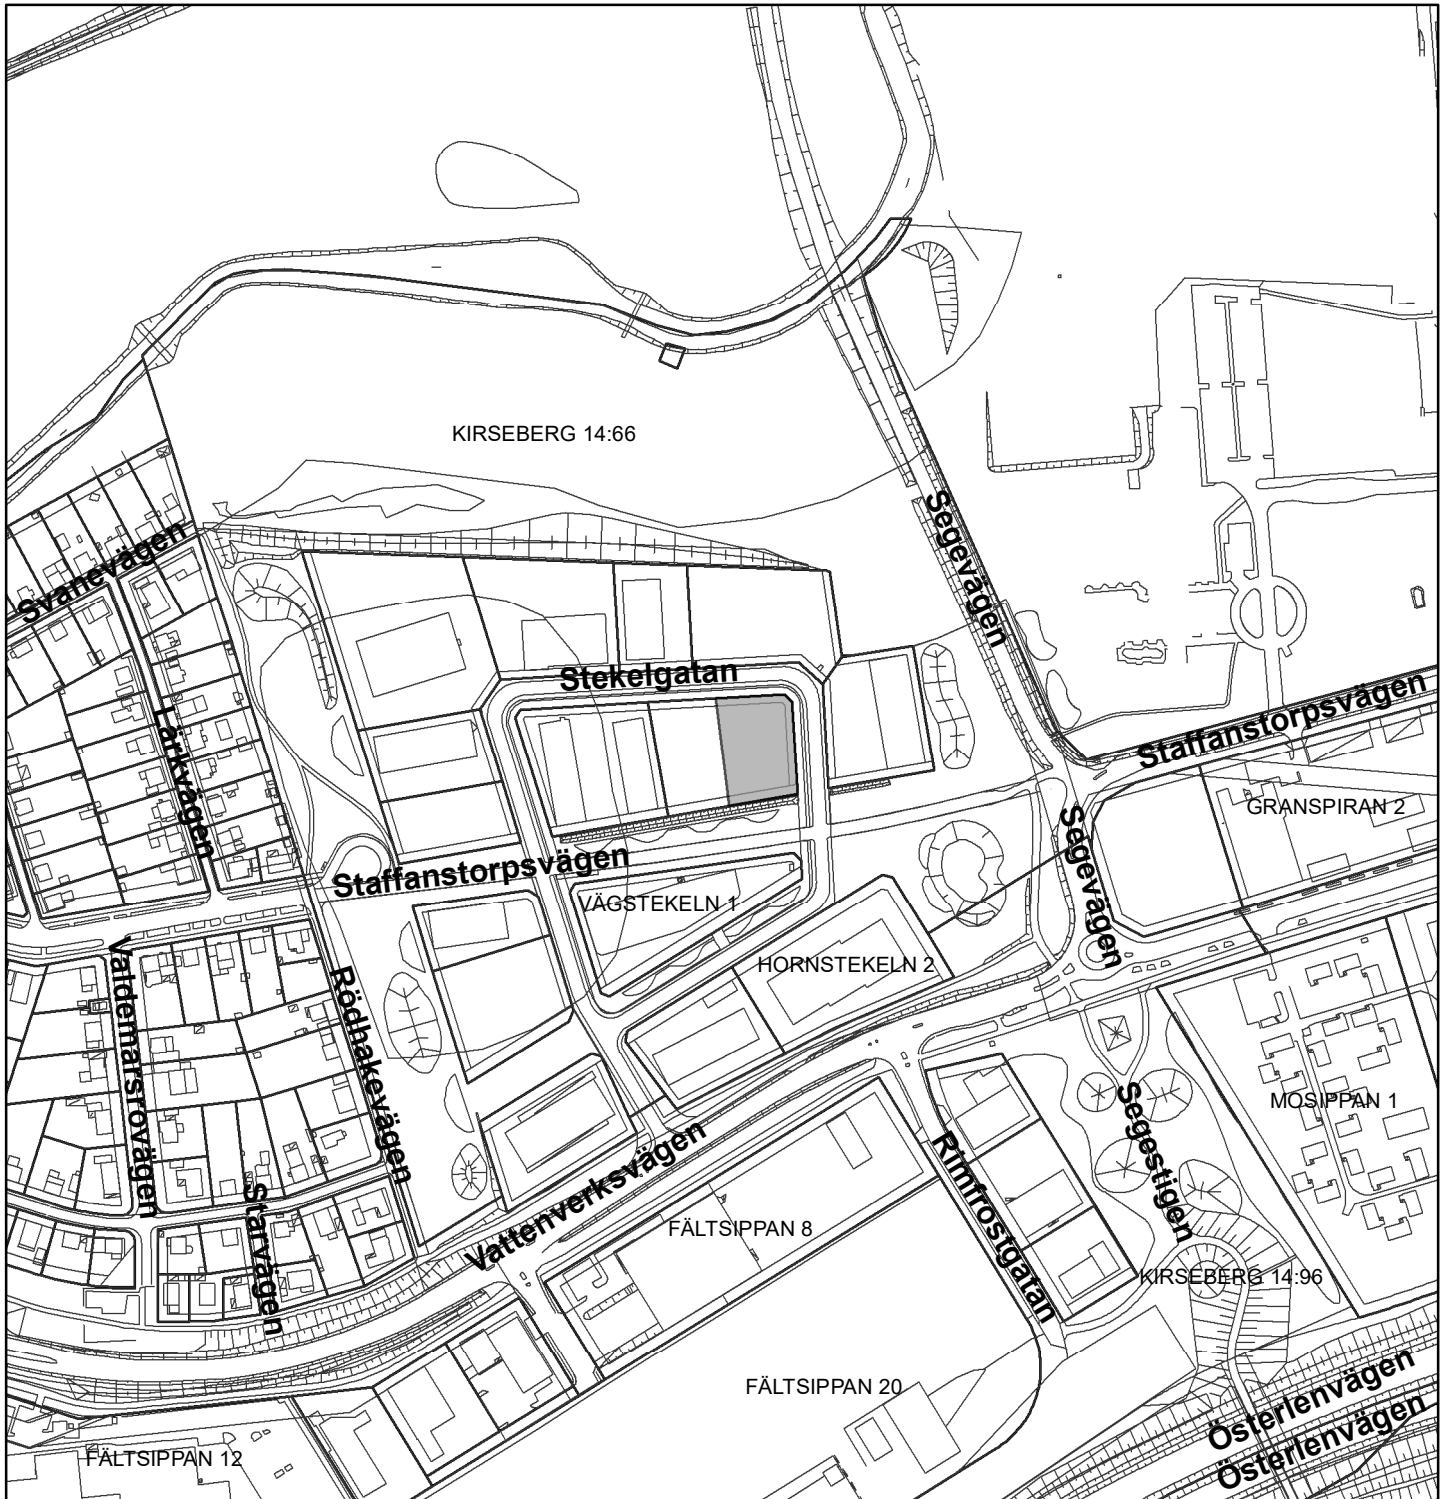 KIRSEBERG 14:66
Segevägen
Svanevägen
Stekelgatan
Lärkvägen
Staffanstorpsvägen
GRANSPIRAN 2
Segevägen
Staffanstorpsvägen
VÄGSTEKELN 1
HORNSTEKELN 2
Valdemarsrovägen
Rödhakevägen
MOSIPPAN 1
Segestigen
Vattenverksvägen
Rimfrostgatan
Starvägen
FÄLTSIPPAN 8
KIRSEBERG 14:96
FÄLTSIPPAN 20
Österlenvägen
Österlenvägen
FÄLTSIPPAN 12